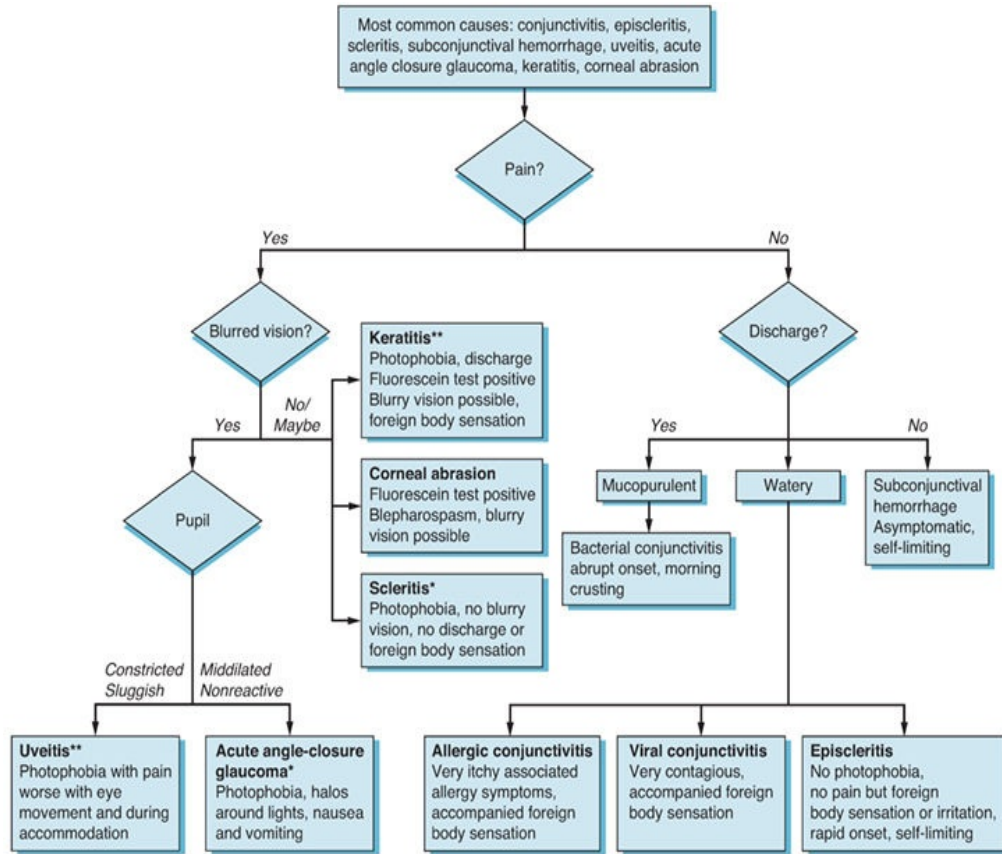 Most common causes: conjunctivitis, episcleritis,
scleritis, subconjunctival hemorrhage, uveitis, acute
angle closure glaucoma, keratitis, corneal abrasion
Pain?
Yes
No
Blurred vision?
Discharge?
Keratitis**
Photophobia, discharge
Fluorescein test positive
Blurry vision possible,
foreign body sensation
Yes
No/
Maybe
Corneal abrasion
Fluorescein test positive
Blepharospasm, blurry
vision possible
Scleritis*
Photophobia, no blurry
vision, no discharge or
foreign body sensation
Pupil
Yes
No
Mucopurulent
Watery
Subconjunctival
hemorrhage
Asymptomatic,
self-limiting
Bacterial conjunctivitis
abrupt onset, morning
crusting
Constricted
Sluggish
Middilated
Nonreactive
Uveitis**
Photophobia with pain
worse with eye
movement and during
accommodation
Acute angle-closure
glaucoma*
Photophobia, halos
around lights, nausea
and vomiting
Allergic conjunctivitis
Very itchy associated
allergy symptoms,
accompanied foreign
body sensation
Viral conjunctivitis
Very contagious,
accompanied foreign
body sensation
Episcleritis
No photophobia,
no pain but foreign
body sensation or irritation,
rapid onset, self-limiting